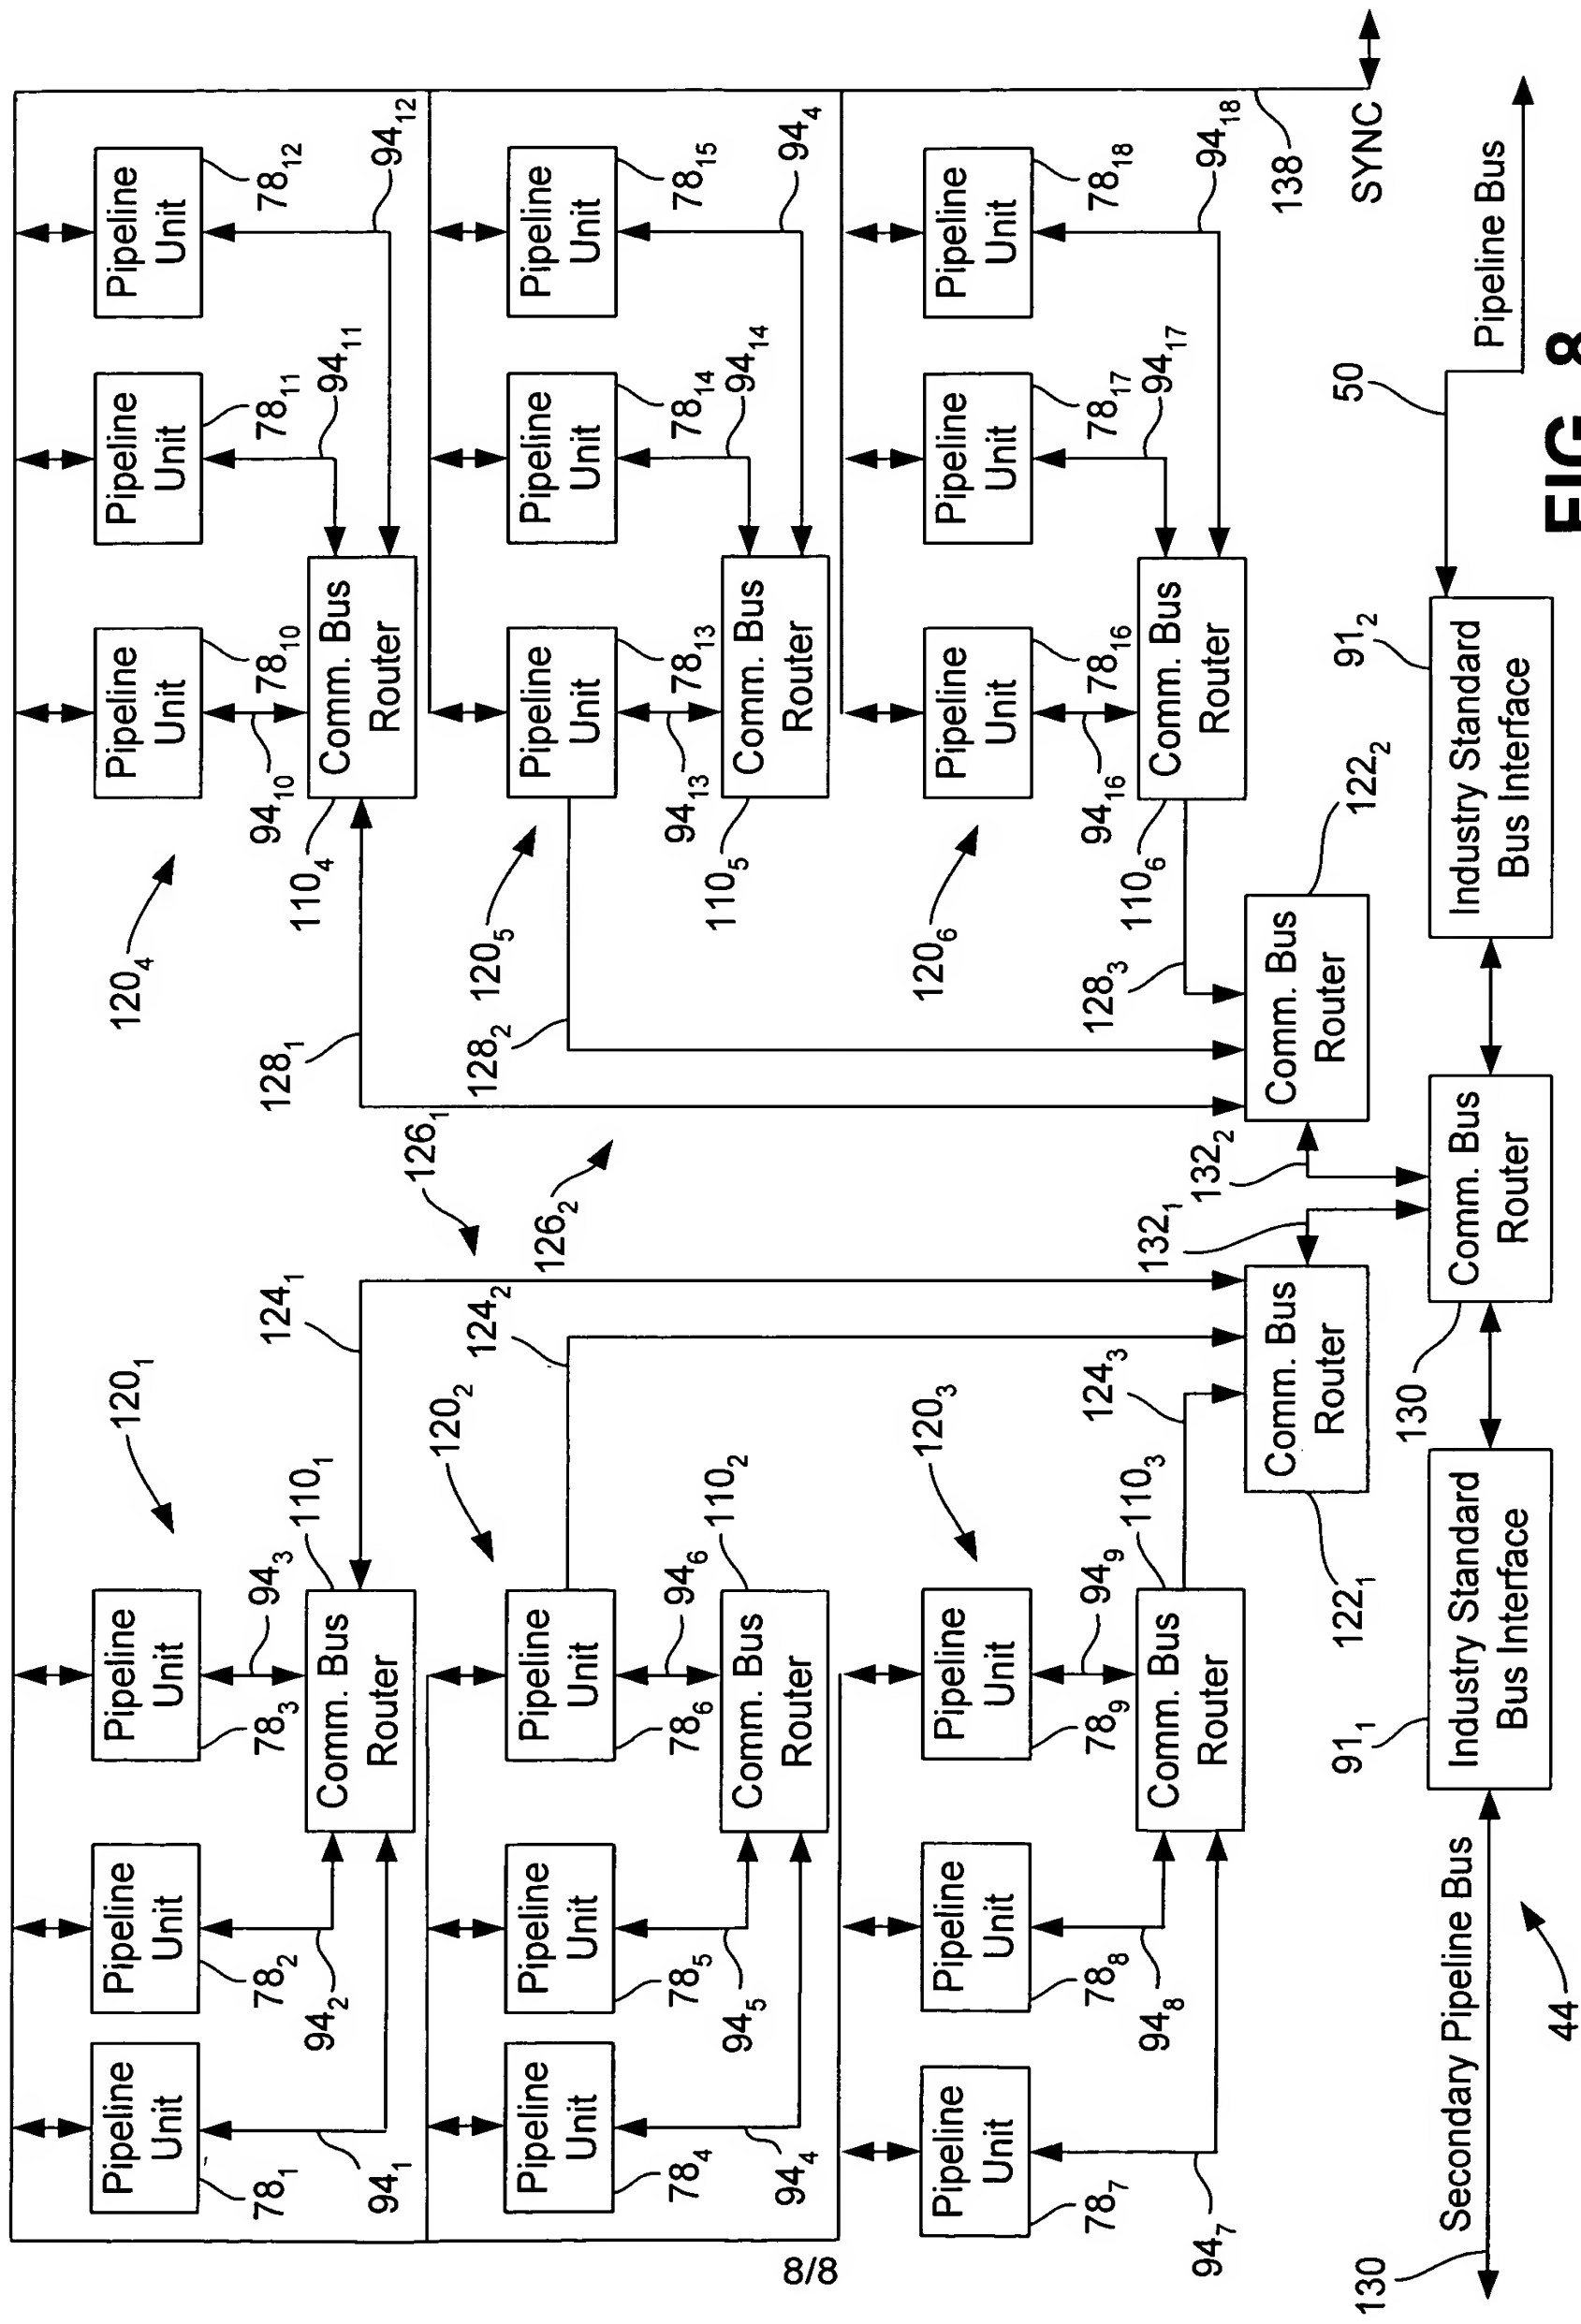 Pipeline
Unit
Pipeline
Unit
Pipeline
Unit
Pipeline
Unit
Pipeline
Unit
Pipeline
Unit
120₁
120₄
78₁
78₂
78₃
94₃
94₁₀
78₁₀
78₁₁
78₁₂
94₁
94₂
110₁
124₁
128₁
110₄
94₁₁
94₁₂
Comm. Bus
Router
Comm. Bus
Router
126₁
Pipeline
Unit
Pipeline
Unit
Pipeline
Unit
Pipeline
Unit
Pipeline
Unit
Pipeline
Unit
120₂
124₂
126₂
128₂
120₅
78₄
78₅
78₆
94₆
94₁₃
78₁₃
78₁₄
78₁₅
94₄
94₅
110₂
110₅
94₁₄
94₄
Comm. Bus
Router
Comm. Bus
Router
8/8
Pipeline
Unit
Pipeline
Unit
Pipeline
Unit
Pipeline
Unit
Pipeline
Unit
Pipeline
Unit
120₃
120₆
78₇
78₈
78₉
94₉
94₁₆
78₁₆
78₁₇
78₁₈
94₇
94₈
110₃
124₃
128₃
110₆
94₁₇
94₁₈
Comm. Bus
Router
Comm. Bus
Router
132₁
132₂
138
Comm. Bus
Router
Comm. Bus
Router
122₁
122₂
SYNC
91₁
130
91₂
50
130
Secondary Pipeline Bus
Industry Standard
Bus Interface
Comm. Bus
Router
Industry Standard
Bus Interface
Pipeline Bus
44
FIG. 8